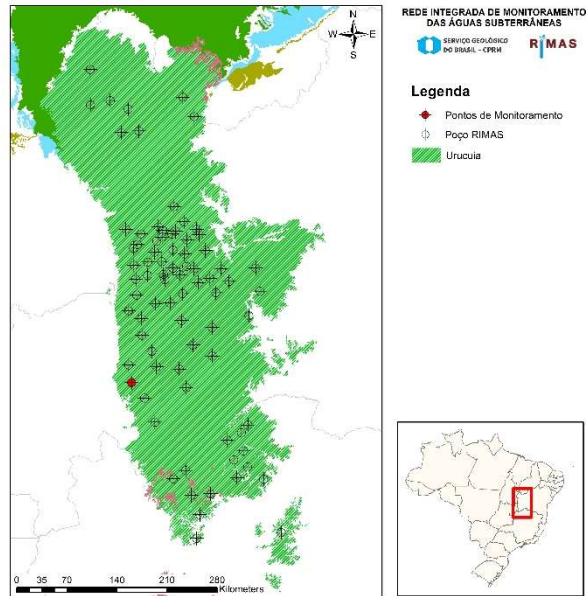 REDE INTEGRADA DE MONITORAMENTO
DAS ÁGUAS SUBTERRÂNEAS
SERVIÇO GEOLÓGICO
DO BRASIL - CPRM
RIMAS
N
W E
S
Legenda
Pontos de Monitoramento
Poço RIMAS
Urucuia
0 35 70 140 210 280
Kilometers